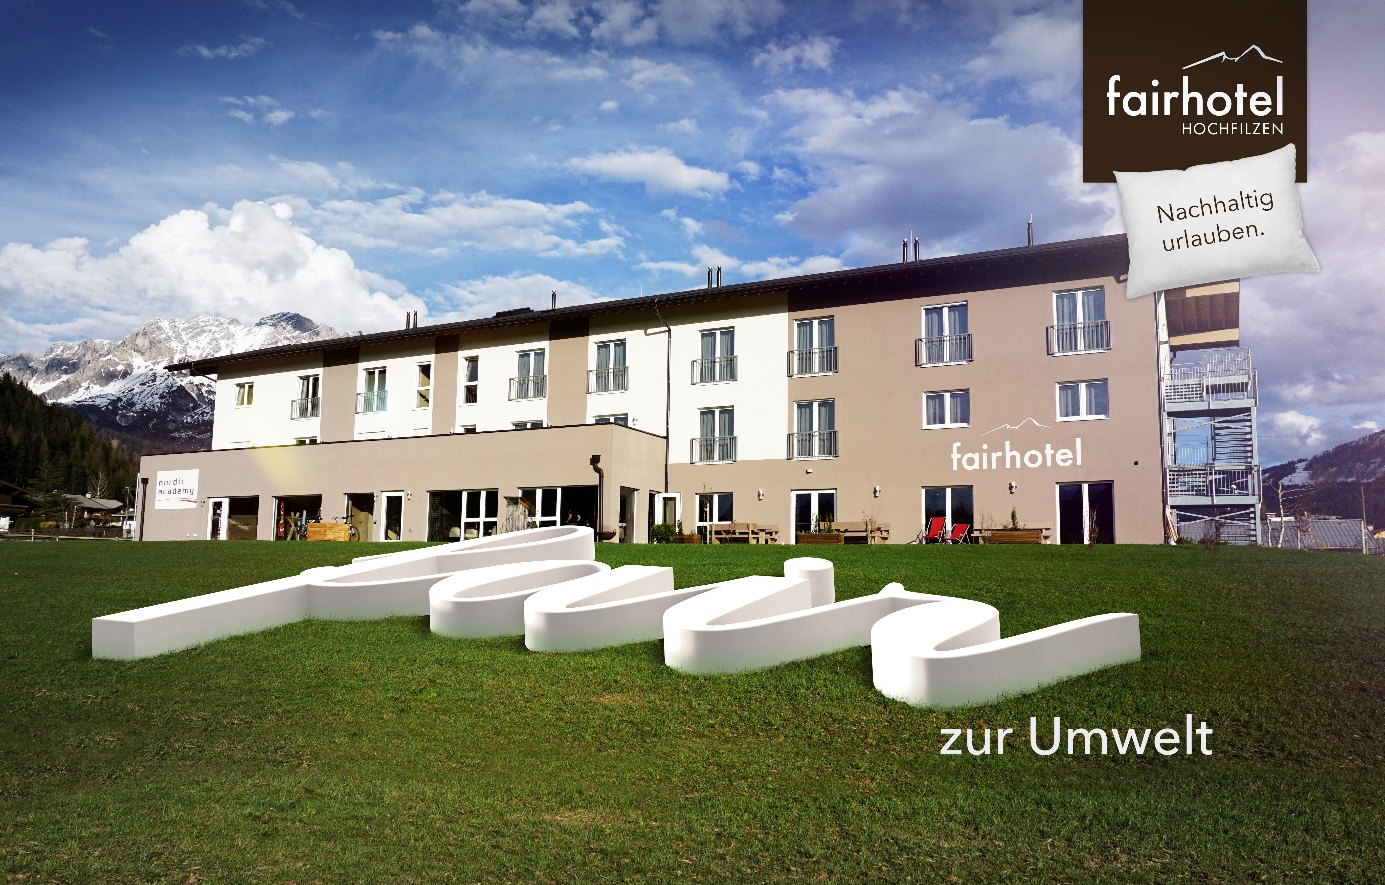 fairhotel
HOCHFILZEN
Nachhaltig
urlauben.
fairhotel
nordic
academy
fair
zur Umwelt